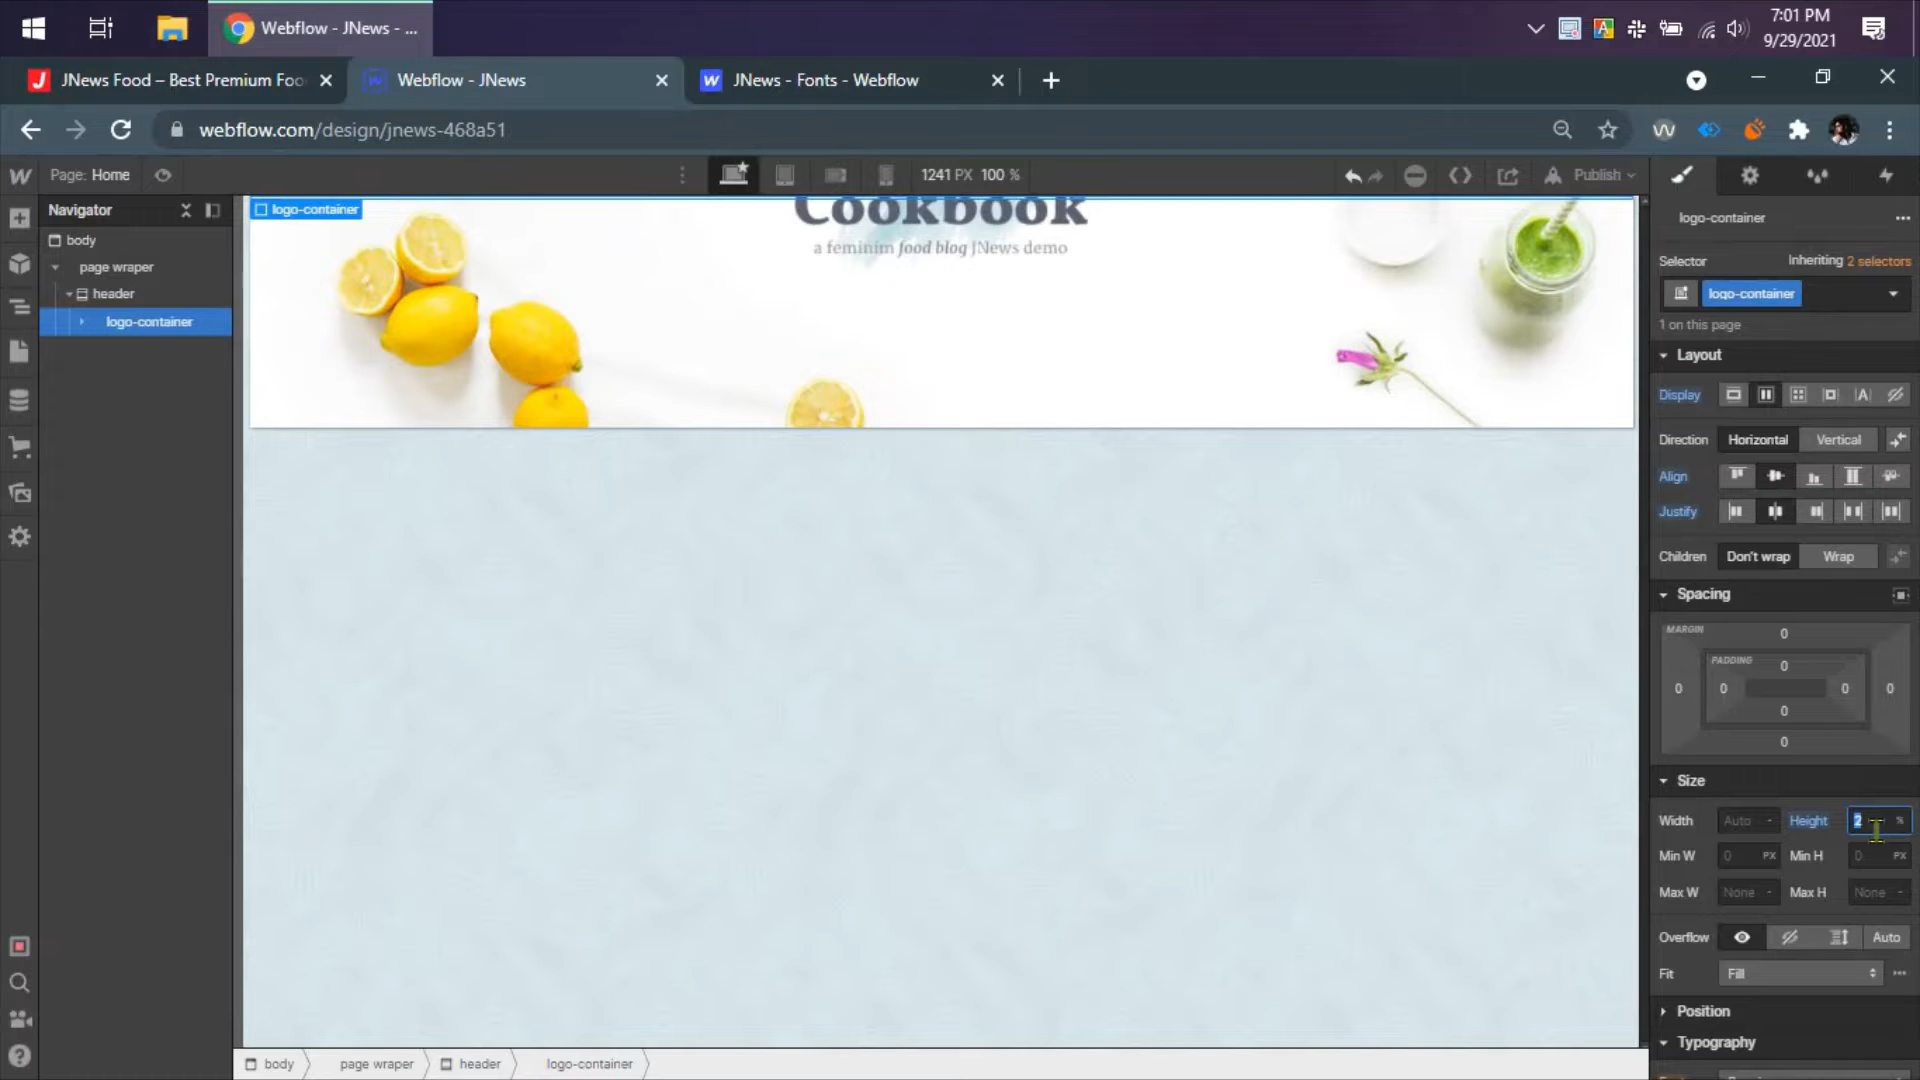 Webflow - JNews - ...
7:01 PM
9/29/2021
JNews Food – Best Premium Foo
Webflow - JNews
JNews - Fonts - Webflow
webflow.com/design/jnews-468a51
Page: Home
1241 PX 100 %
Publish
Navigator
body
page wraper
header
logo-container
logo-container
Cookbook
a feminim food blog JNews demo
logo-container
Selector
Inheriting 2 selectors
logo-container
1 on this page
Layout
Display
Direction Horizontal Vertical
Align
Justify
Children Don't wrap Wrap
Spacing
MARGIN
0
PADDING
0
0 0 0 0
0
0
Size
Width Auto - Height 2 %
Min W 0 PX Min H 0 PX
Max W None - Max H None -
Overflow Auto
Fit Fill
Position
Typography
body page wraper header logo-container